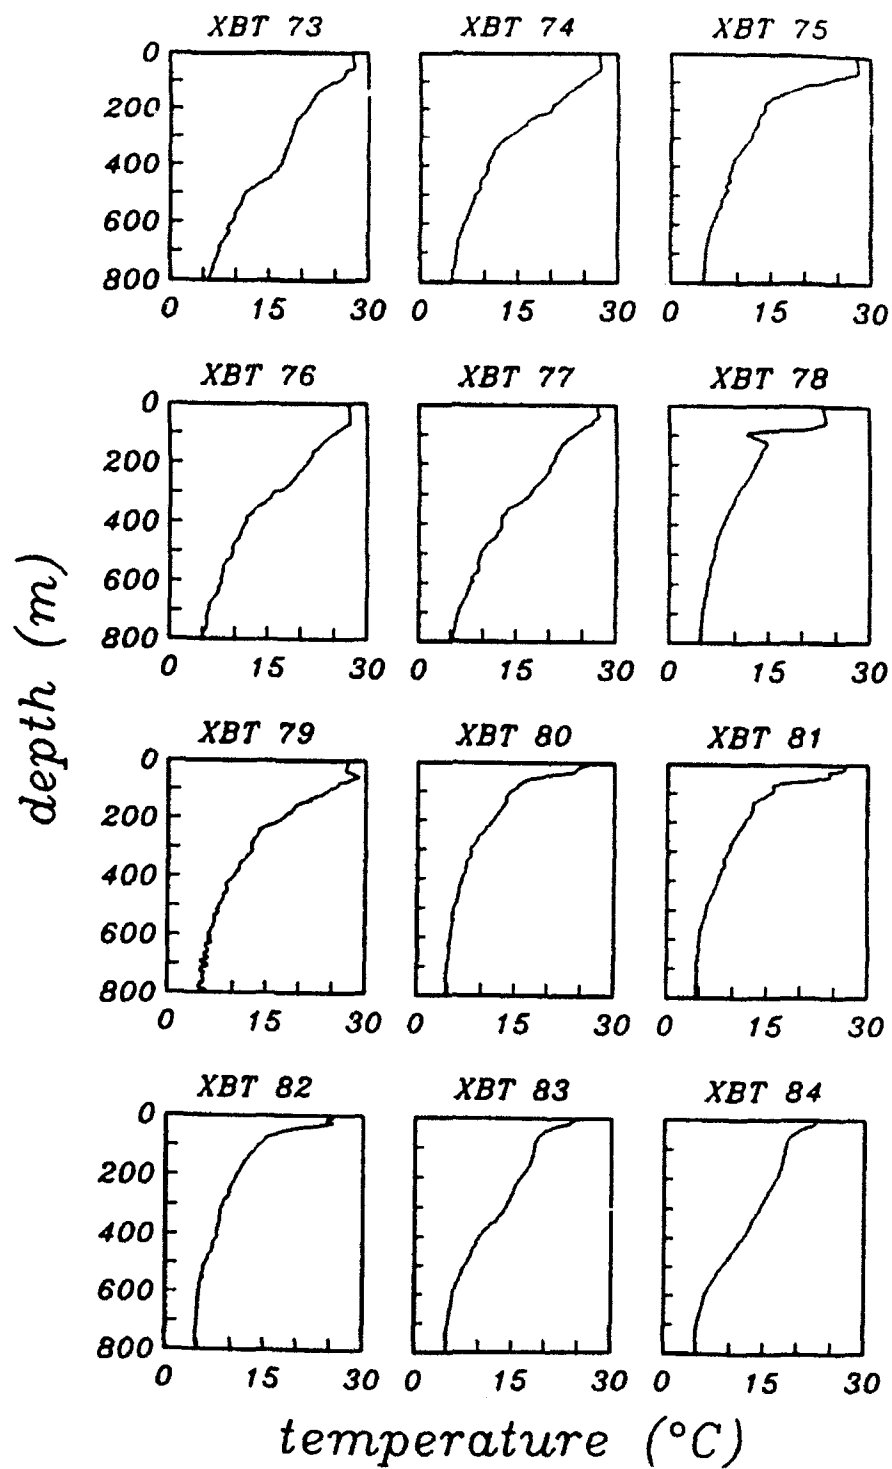 XBT 73 XBT 74 XBT 75
0
200
400
600
800
0 15 30 0 15 30 0 15 30
XBT 76 XBT 77 XBT 78
0
200
400
600
800
0 15 30 0 15 30 0 15 30
depth (m)
XBT 79 XBT 80 XBT 81
0
200
400
600
800
0 15 30 0 15 30 0 15 30
XBT 82 XBT 83 XBT 84
0
200
400
600
800
0 15 30 0 15 30 0 15 30
temperature (°C)